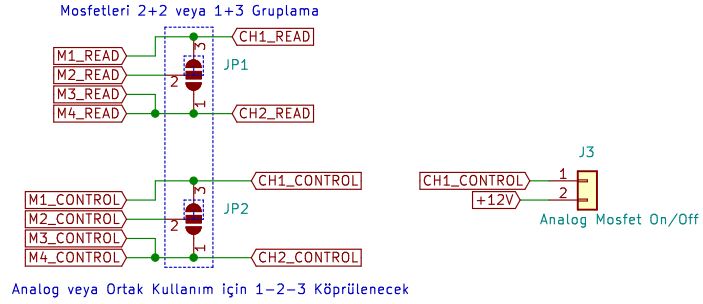 Mosfetleri 2+2 veya 1+3 Gruplama
CH1_READ
3
M1_READ
JP1
M2_READ
2
M3_READ
1
M4_READ
CH2_READ
J3
CH1_CONTROL
3
CH1_CONTROL
1
M1_CONTROL
JP2
+12V
2
M2_CONTROL
2
Analog Mosfet On/Off
M3_CONTROL
1
M4_CONTROL
CH2_CONTROL
Analog veya Ortak Kullanım için 1-2-3 Köprülenecek